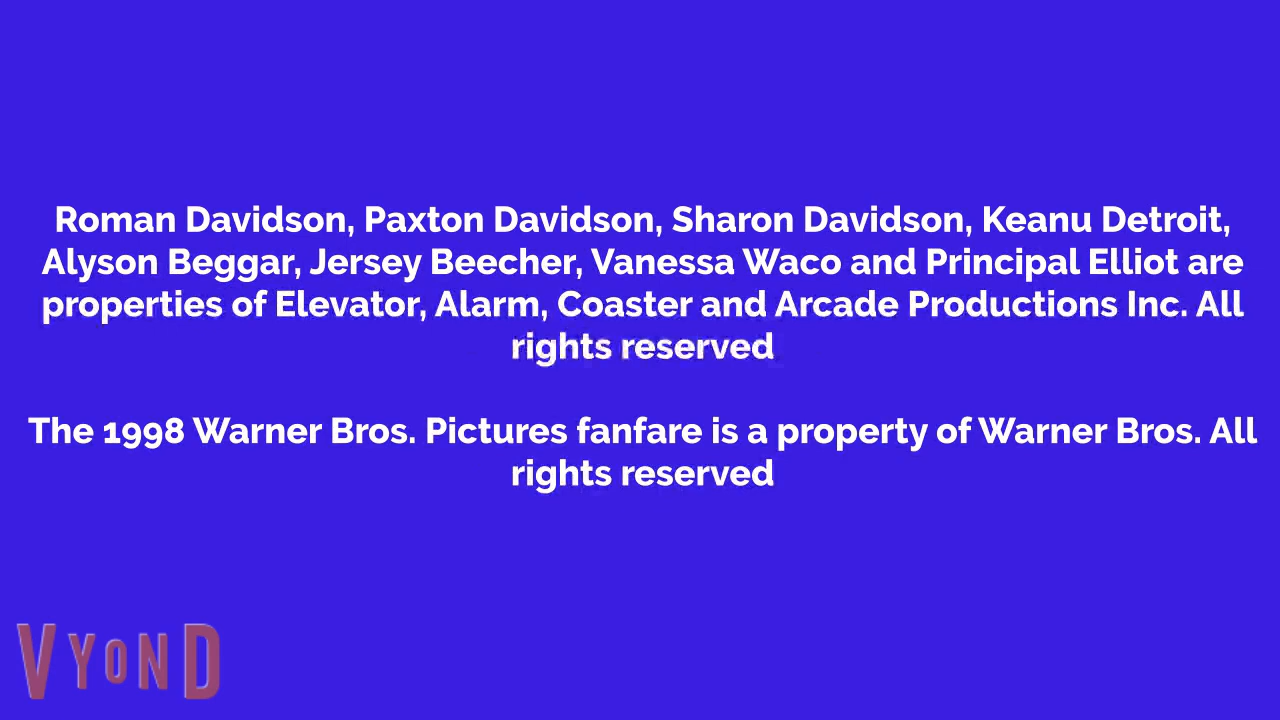 Roman Davidson, Paxton Davidson, Sharon Davidson, Keanu Detroit,
Alyson Beggar, Jersey Beecher, Vanessa Waco and Principal Elliot are
properties of Elevator, Alarm, Coaster and Arcade Productions Inc. All
rights reserved
The 1998 Warner Bros. Pictures fanfare is a property of Warner Bros. All
rights reserved
VYOND